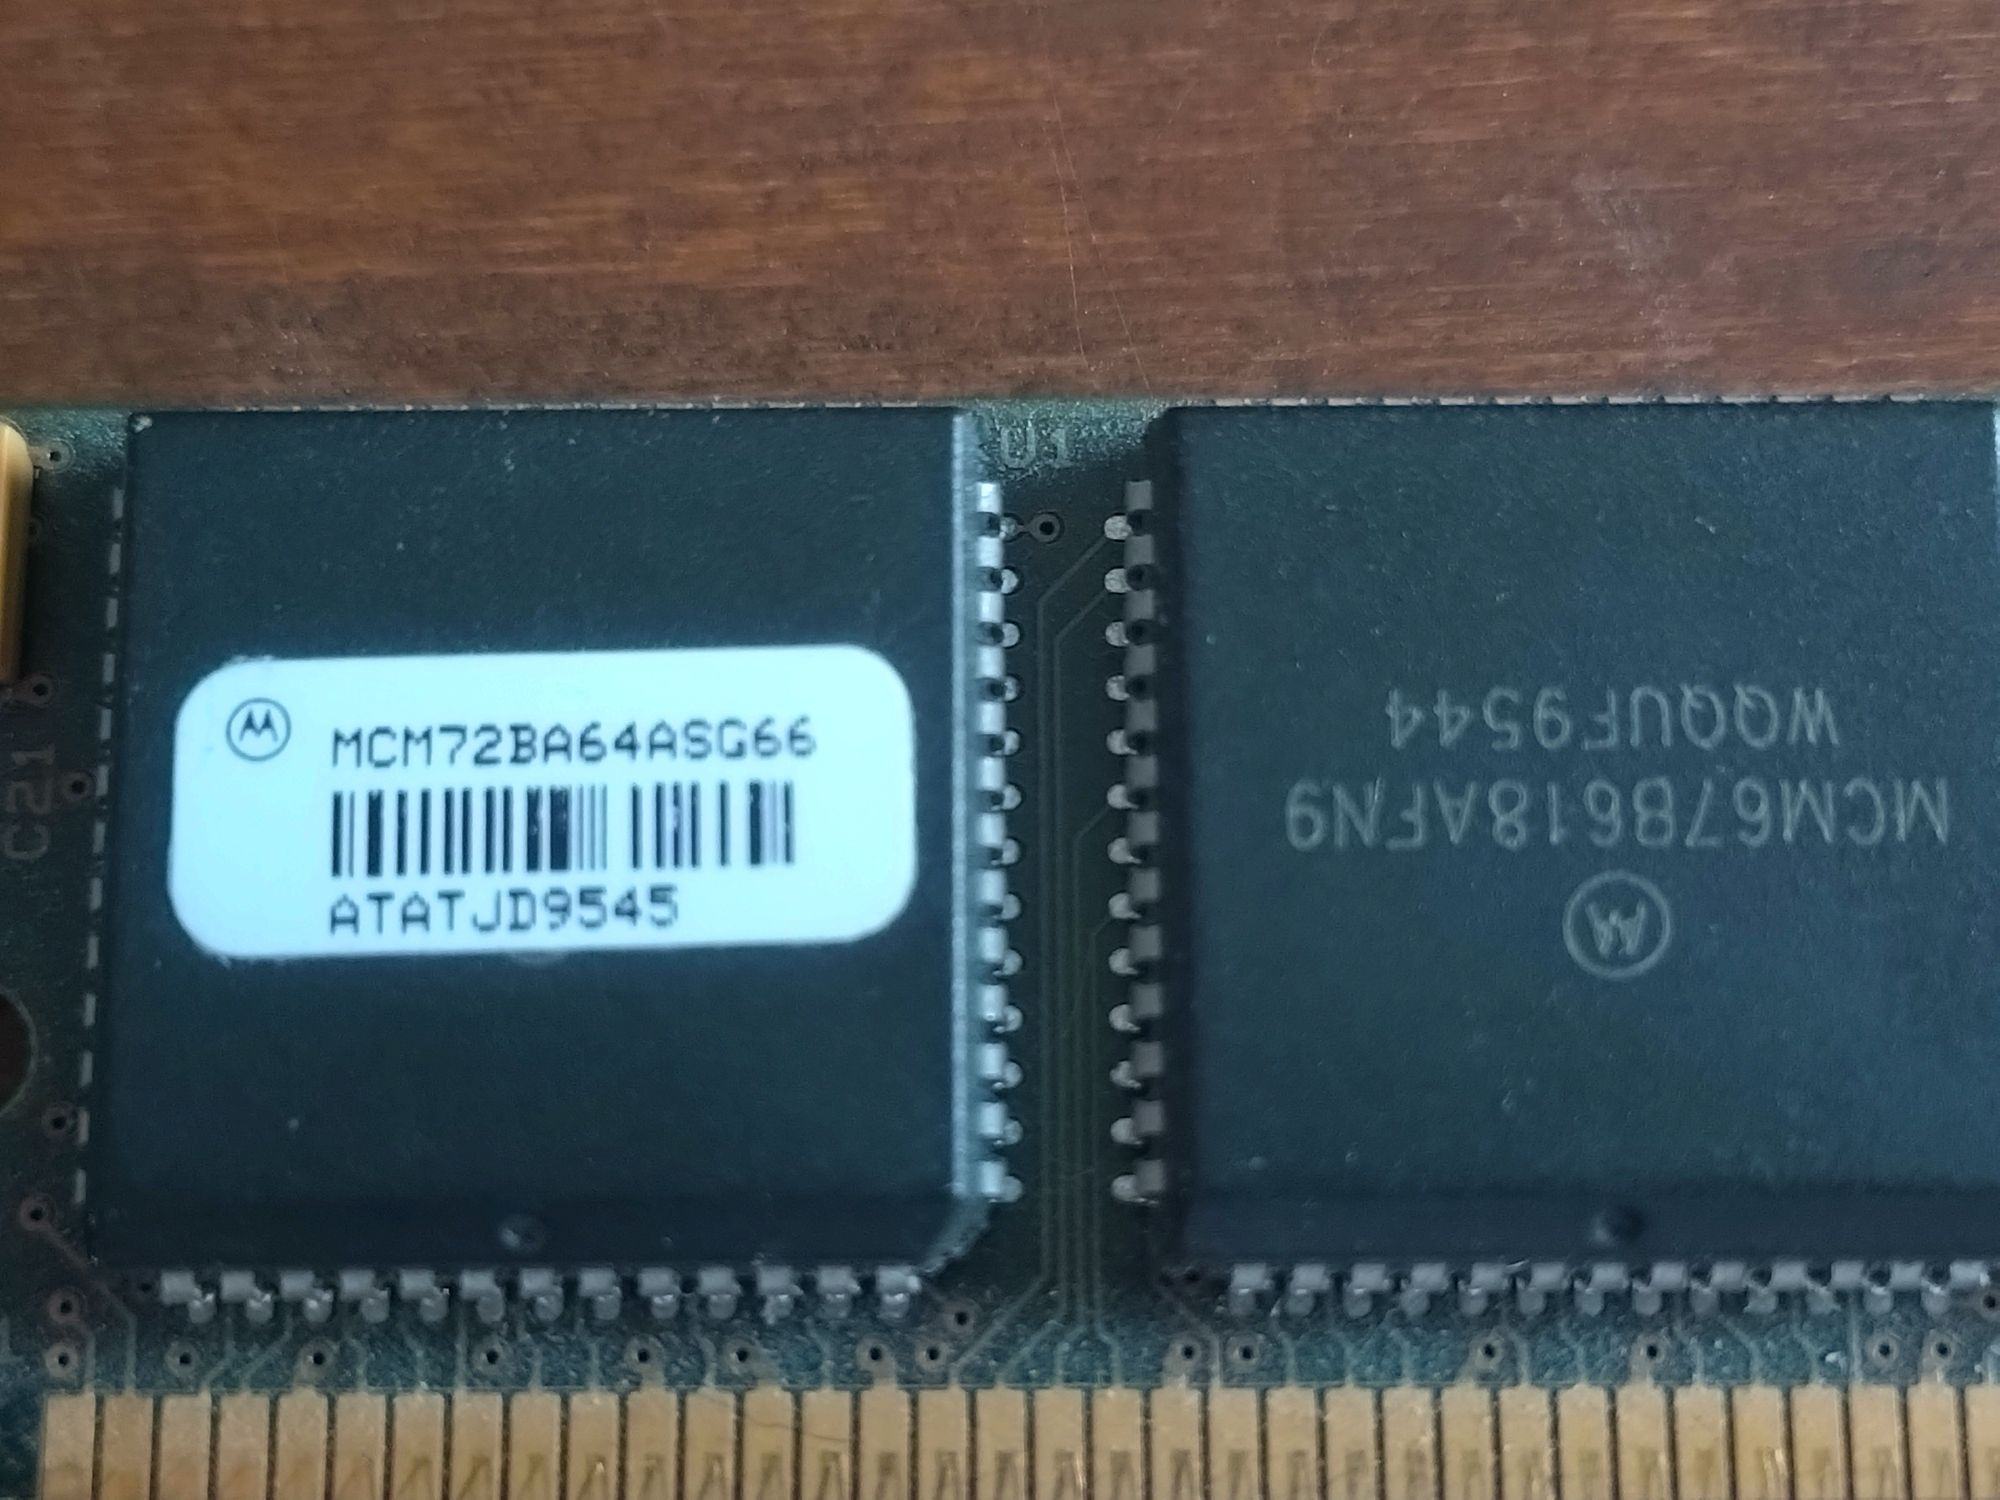 U1
MCM72BA64ASG66
ATATJD9545
MCM67B618AFN9
WQQUF9544
C21